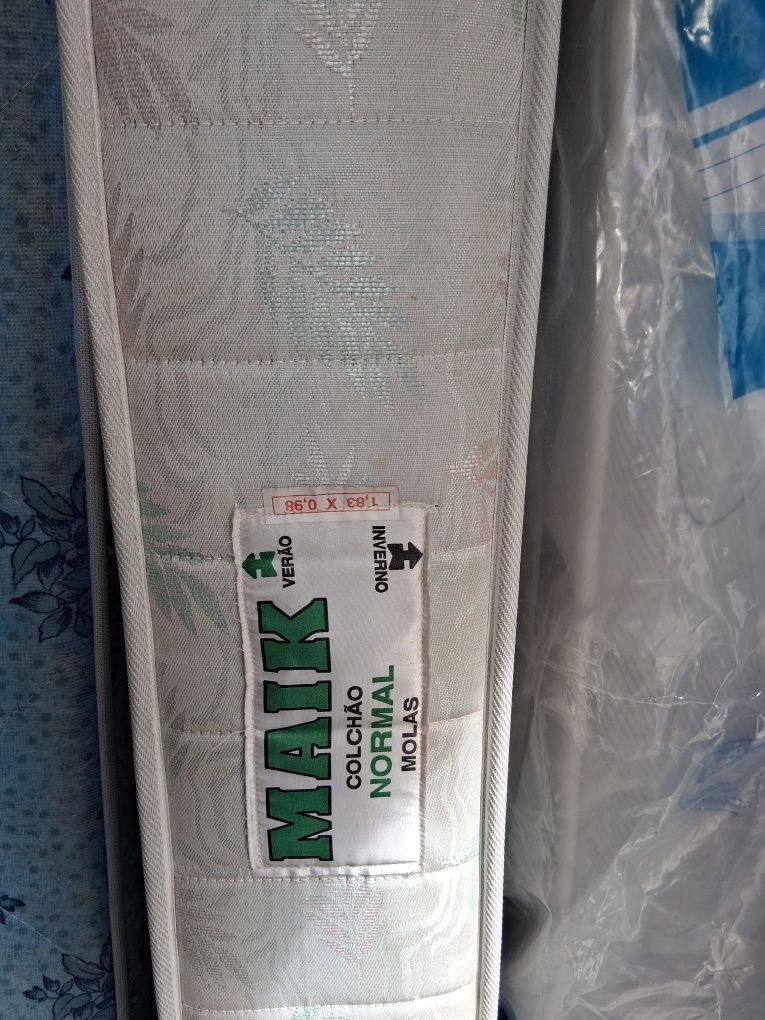 1,83 X 0,98
VERÃO
INVERNO
MAIK
COLCHÃO
NORMAL
MOLAS